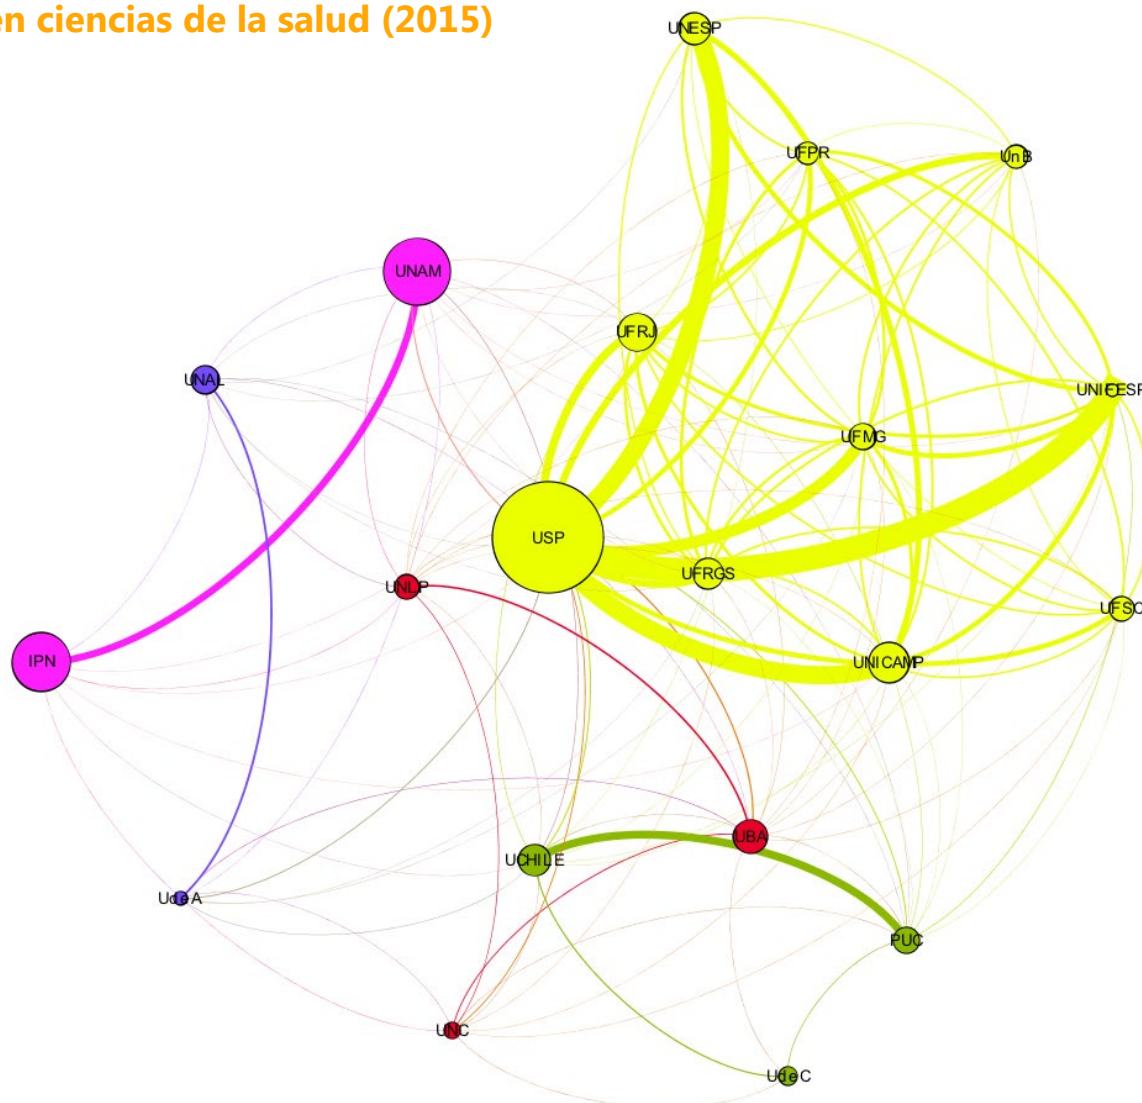 en ciencias de la salud (2015)
UNESP
UFPR
UnB
UNAM
UFRJ
UNAL
UNIFESP
UFMG
USP
UFRGS
UNLP
UFSC
IPN
UNICAMP
UBA
UCHILE
UdeA
PUC
UNC
UdeC